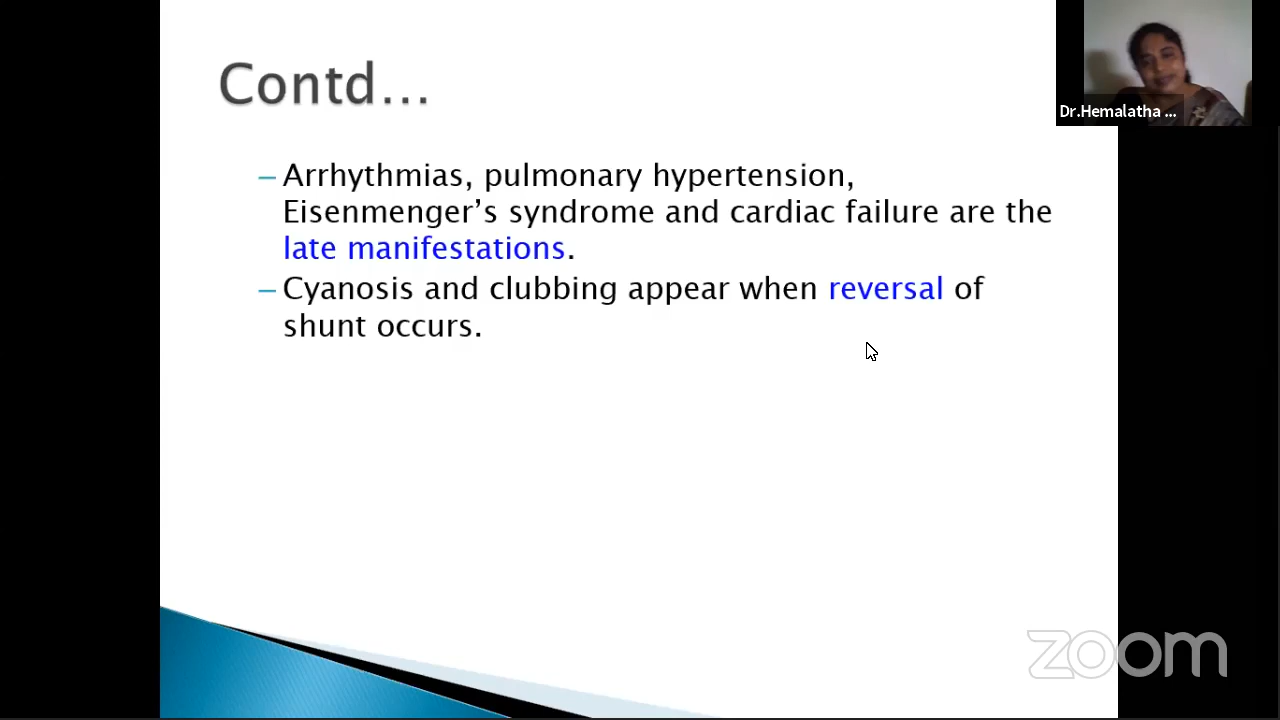 Contd...
Dr.Hemalatha ...
– Arrhythmias, pulmonary hypertension,
Eisenmenger’s syndrome and cardiac failure are the
late manifestations.
– Cyanosis and clubbing appear when reversal of
shunt occurs.
zoom